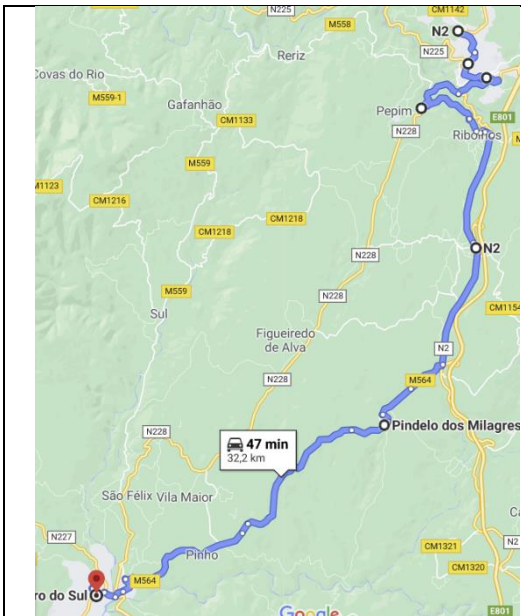 CM1142
N225
M558
N2
Reriz
N225
Covas do Rio
M559-1
Gafanhão
Pepim
CM1133
N228
E801
Ribolhos
M559
M1123
CM1216
CM1218
CM1218
N2
N228
M559
N228
CM1154
Sul
Figueiredo
de Alva
N2
N228
M564
Pindelo dos Milagres
N228
47 min
32,2 km
São Félix
Vila Maior
N227
CM1321
N2
Pinho
M564
CM1320
ro do Sul
Google